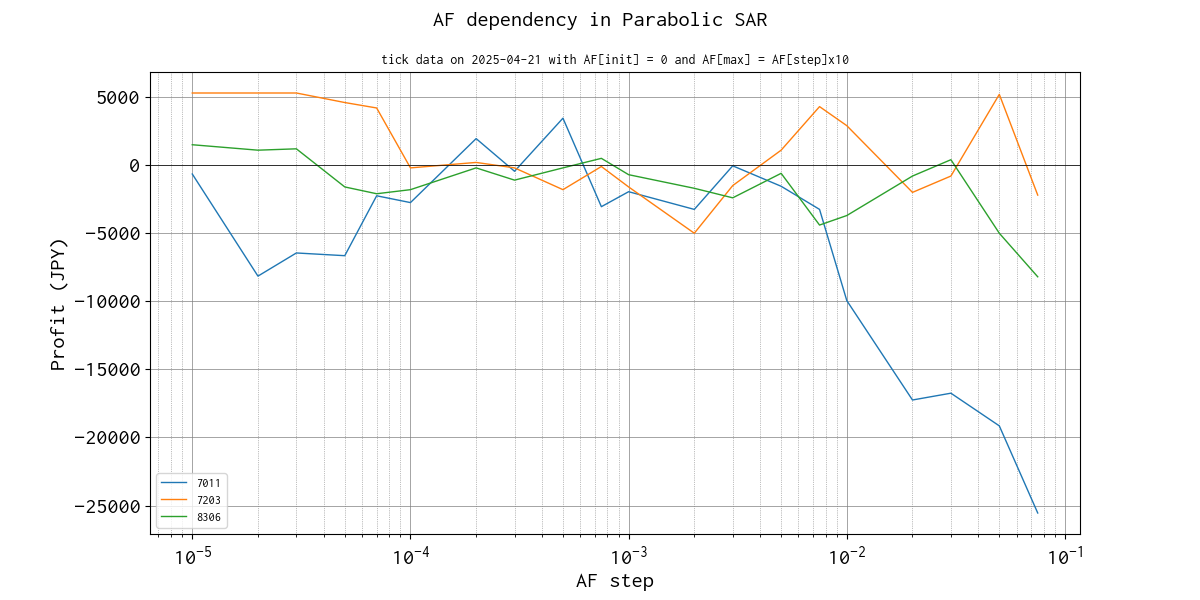 AF dependency in Parabolic SAR
tick data on 2025-04-21 with AF[init] = 0 and AF[max] = AF[step]x10
Profit (JPY)
5000
0
−5000
−10000
−15000
−20000
−25000
7011
7203
8306
10⁻⁵ 10⁻⁴ 10⁻³ 10⁻² 10⁻¹
AF step